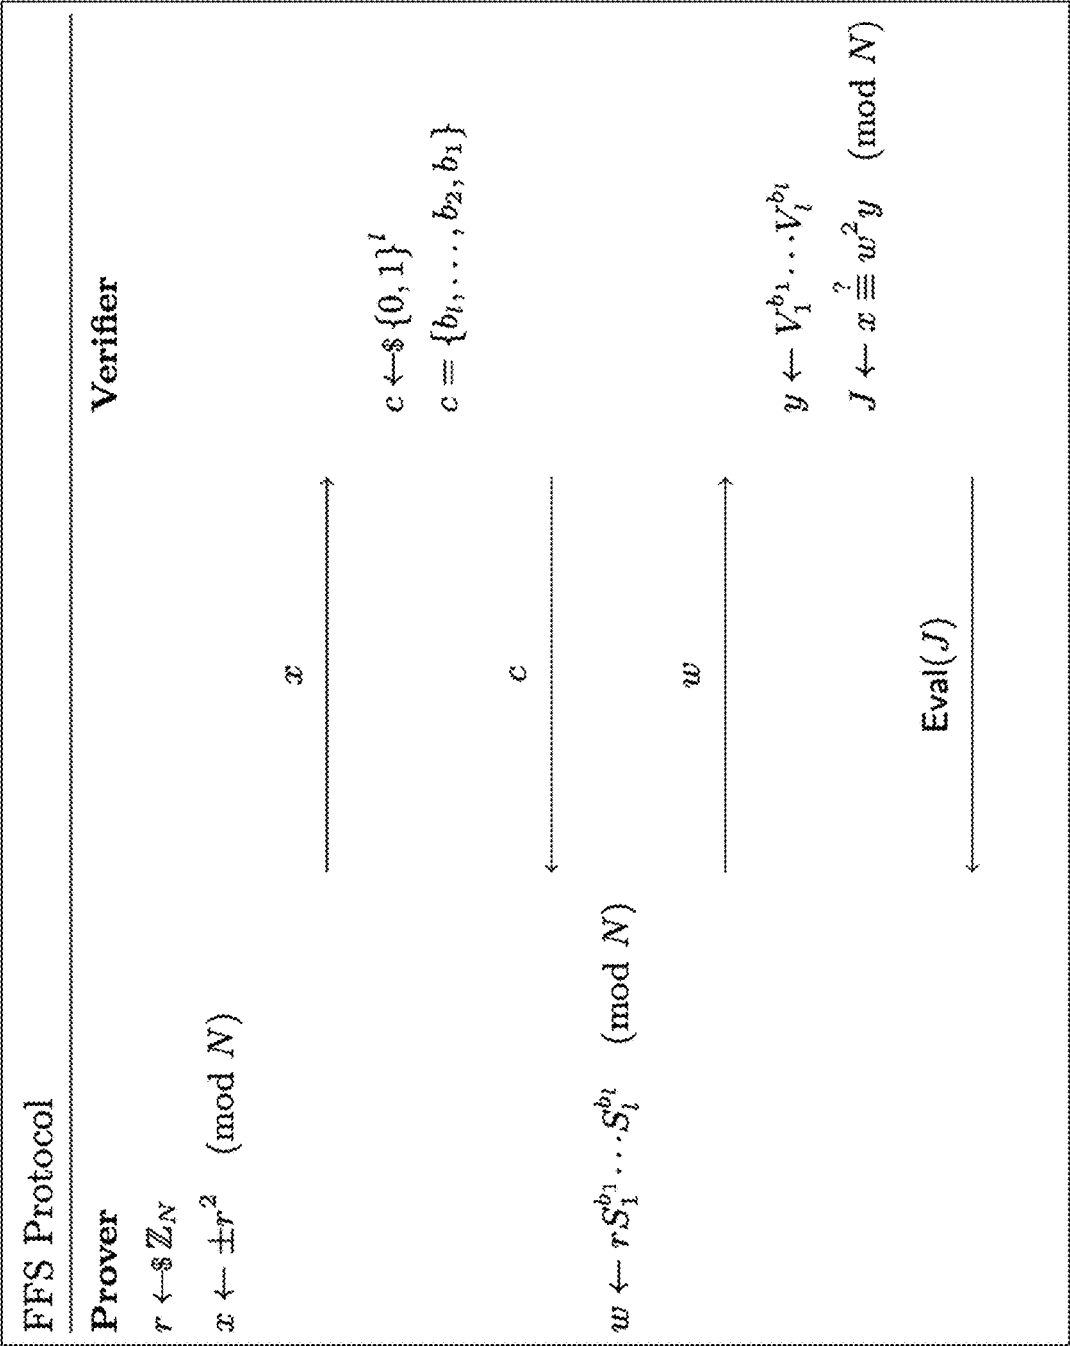 FFS Protocol
Prover Verifier
r ←$ ℤ_N
x ← ±r² (mod N)
x
c ←$ {0, 1}^l
c = {b_l, . . . , b_2, b_1}
c
w ← rS_1^{b_1} . . . S_l^{b_l} (mod N)
w
y ← V_1^{b_1} . . . V_l^{b_l}
J ← x ≟≡ w²y (mod N)
Eval(J)